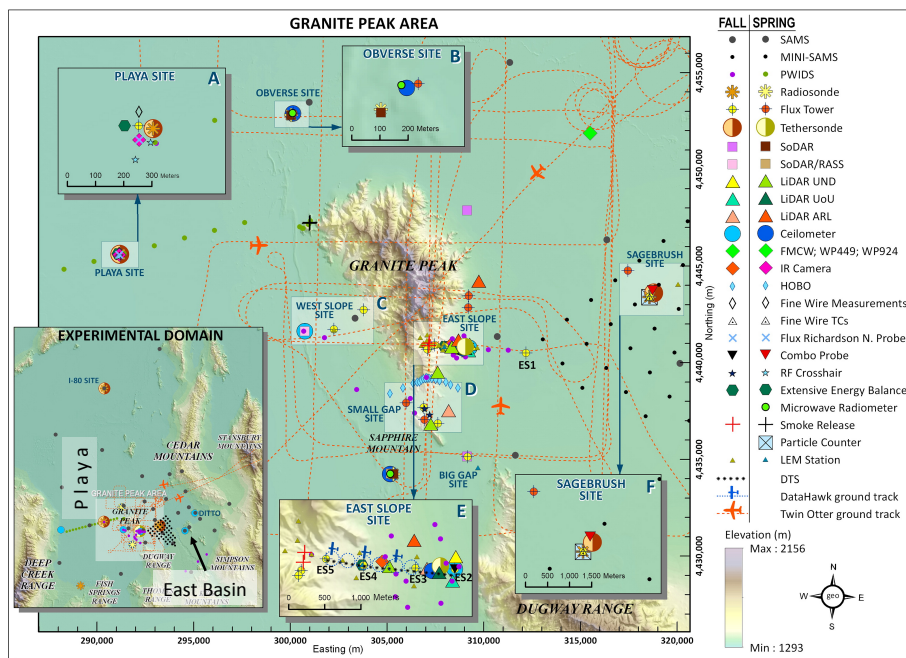 GRANITE PEAK AREA
FALL SPRING
SAMS
MINI-SAMS
PWIDS
Radiosonde
Flux Tower
Tethersonde
SoDAR
SoDAR/RASS
LiDAR UND
LiDAR UoU
LiDAR ARL
Ceilometer
FMCW; WP449; WP924
IR Camera
HOBO
Fine Wire Measurements
Fine Wire TCs
Flux Richardson N. Probe
Combo Probe
RF Crosshair
Extensive Energy Balance
Microwave Radiometer
Smoke Release
Particle Counter
LEM Station
DTS
DataHawk ground track
Twin Otter ground track
Elevation (m)
Max : 2156
Min : 1293
N
W geo E
S
PLAYA SITE
A
0 100 200 300 Meters
OBVERSE SITE
B
0 100 200 Meters
OBVERSE SITE
PLAYA SITE
GRANITE PEAK
SAGEBRUSH
SITE
WEST SLOPE
SITE
C
EAST SLOPE
SITE
ES1
D
SMALL GAP
SITE
SAPPHIRE
MOUNTAIN
BIG GAP
SITE
EAST SLOPE
SITE
E
ES5
ES4
ES3
ES2
0 500 1,000 Meters
SAGEBRUSH
SITE
F
0 500 1,000 1,500
Meters
DUGWAY RANGE
EXPERIMENTAL DOMAIN
I-80 SITE
Playa
CEDAR
MOUNTAINS
STANSBURY
MOUNTAINS
GRANITE PEAK AREA
GRANITE
PEAK
DITTO
DEEP
CREEK
RANGE
DUGWAY
RANGE
SIMPSON
MOUNTAINS
FISH
SPRINGS
RANGE
East Basin
290,000 295,000 300,000 305,000 310,000 315,000 320,000
Easting (m)
4,455,000
4,450,000
4,445,000
4,440,000
4,435,000
4,430,000
Northing (m)